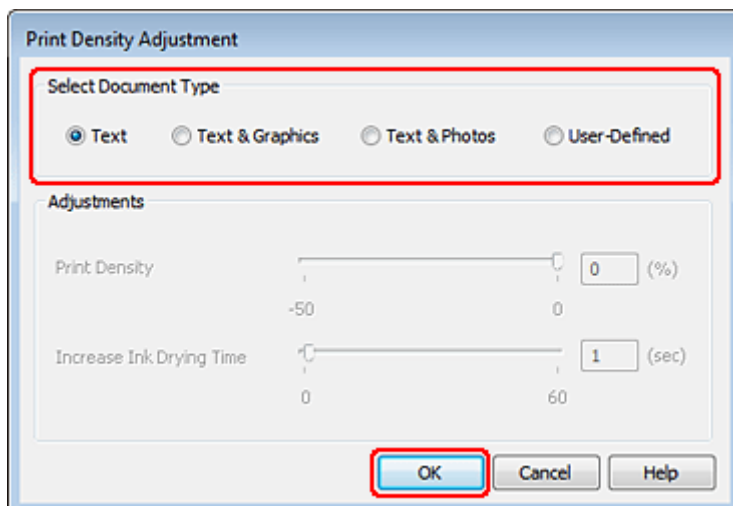 Print Density Adjustment
Select Document Type
Text Text & Graphics Text & Photos User-Defined
Adjustments
Print Density 0 (%)
-50 0
Increase Ink Drying Time 1 (sec)
0 60
OK Cancel Help